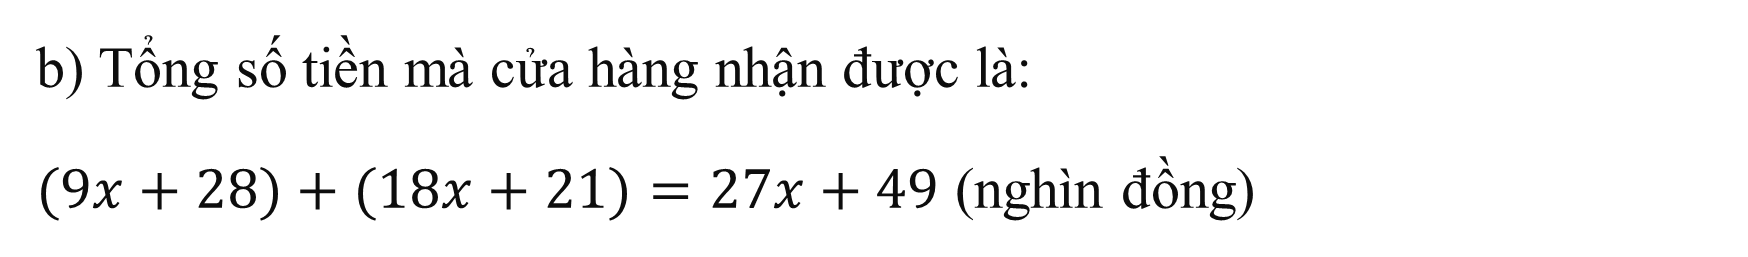 b) Tổng số tiền mà cửa hàng nhận được là:
(9x + 28) + (18x + 21) = 27x + 49 (nghìn đồng)